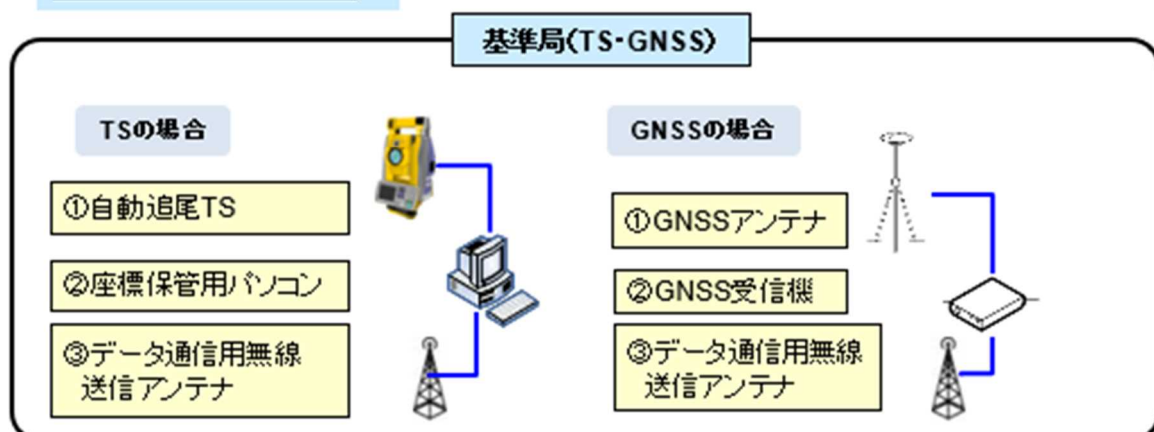 基準局(TS・GNSS)
TSの場合
①自動追尾TS
②座標保管用パソコン
③データ通信用無線
送信アンテナ
GNSSの場合
①GNSSアンテナ
②GNSS受信機
③データ通信用無線
送信アンテナ